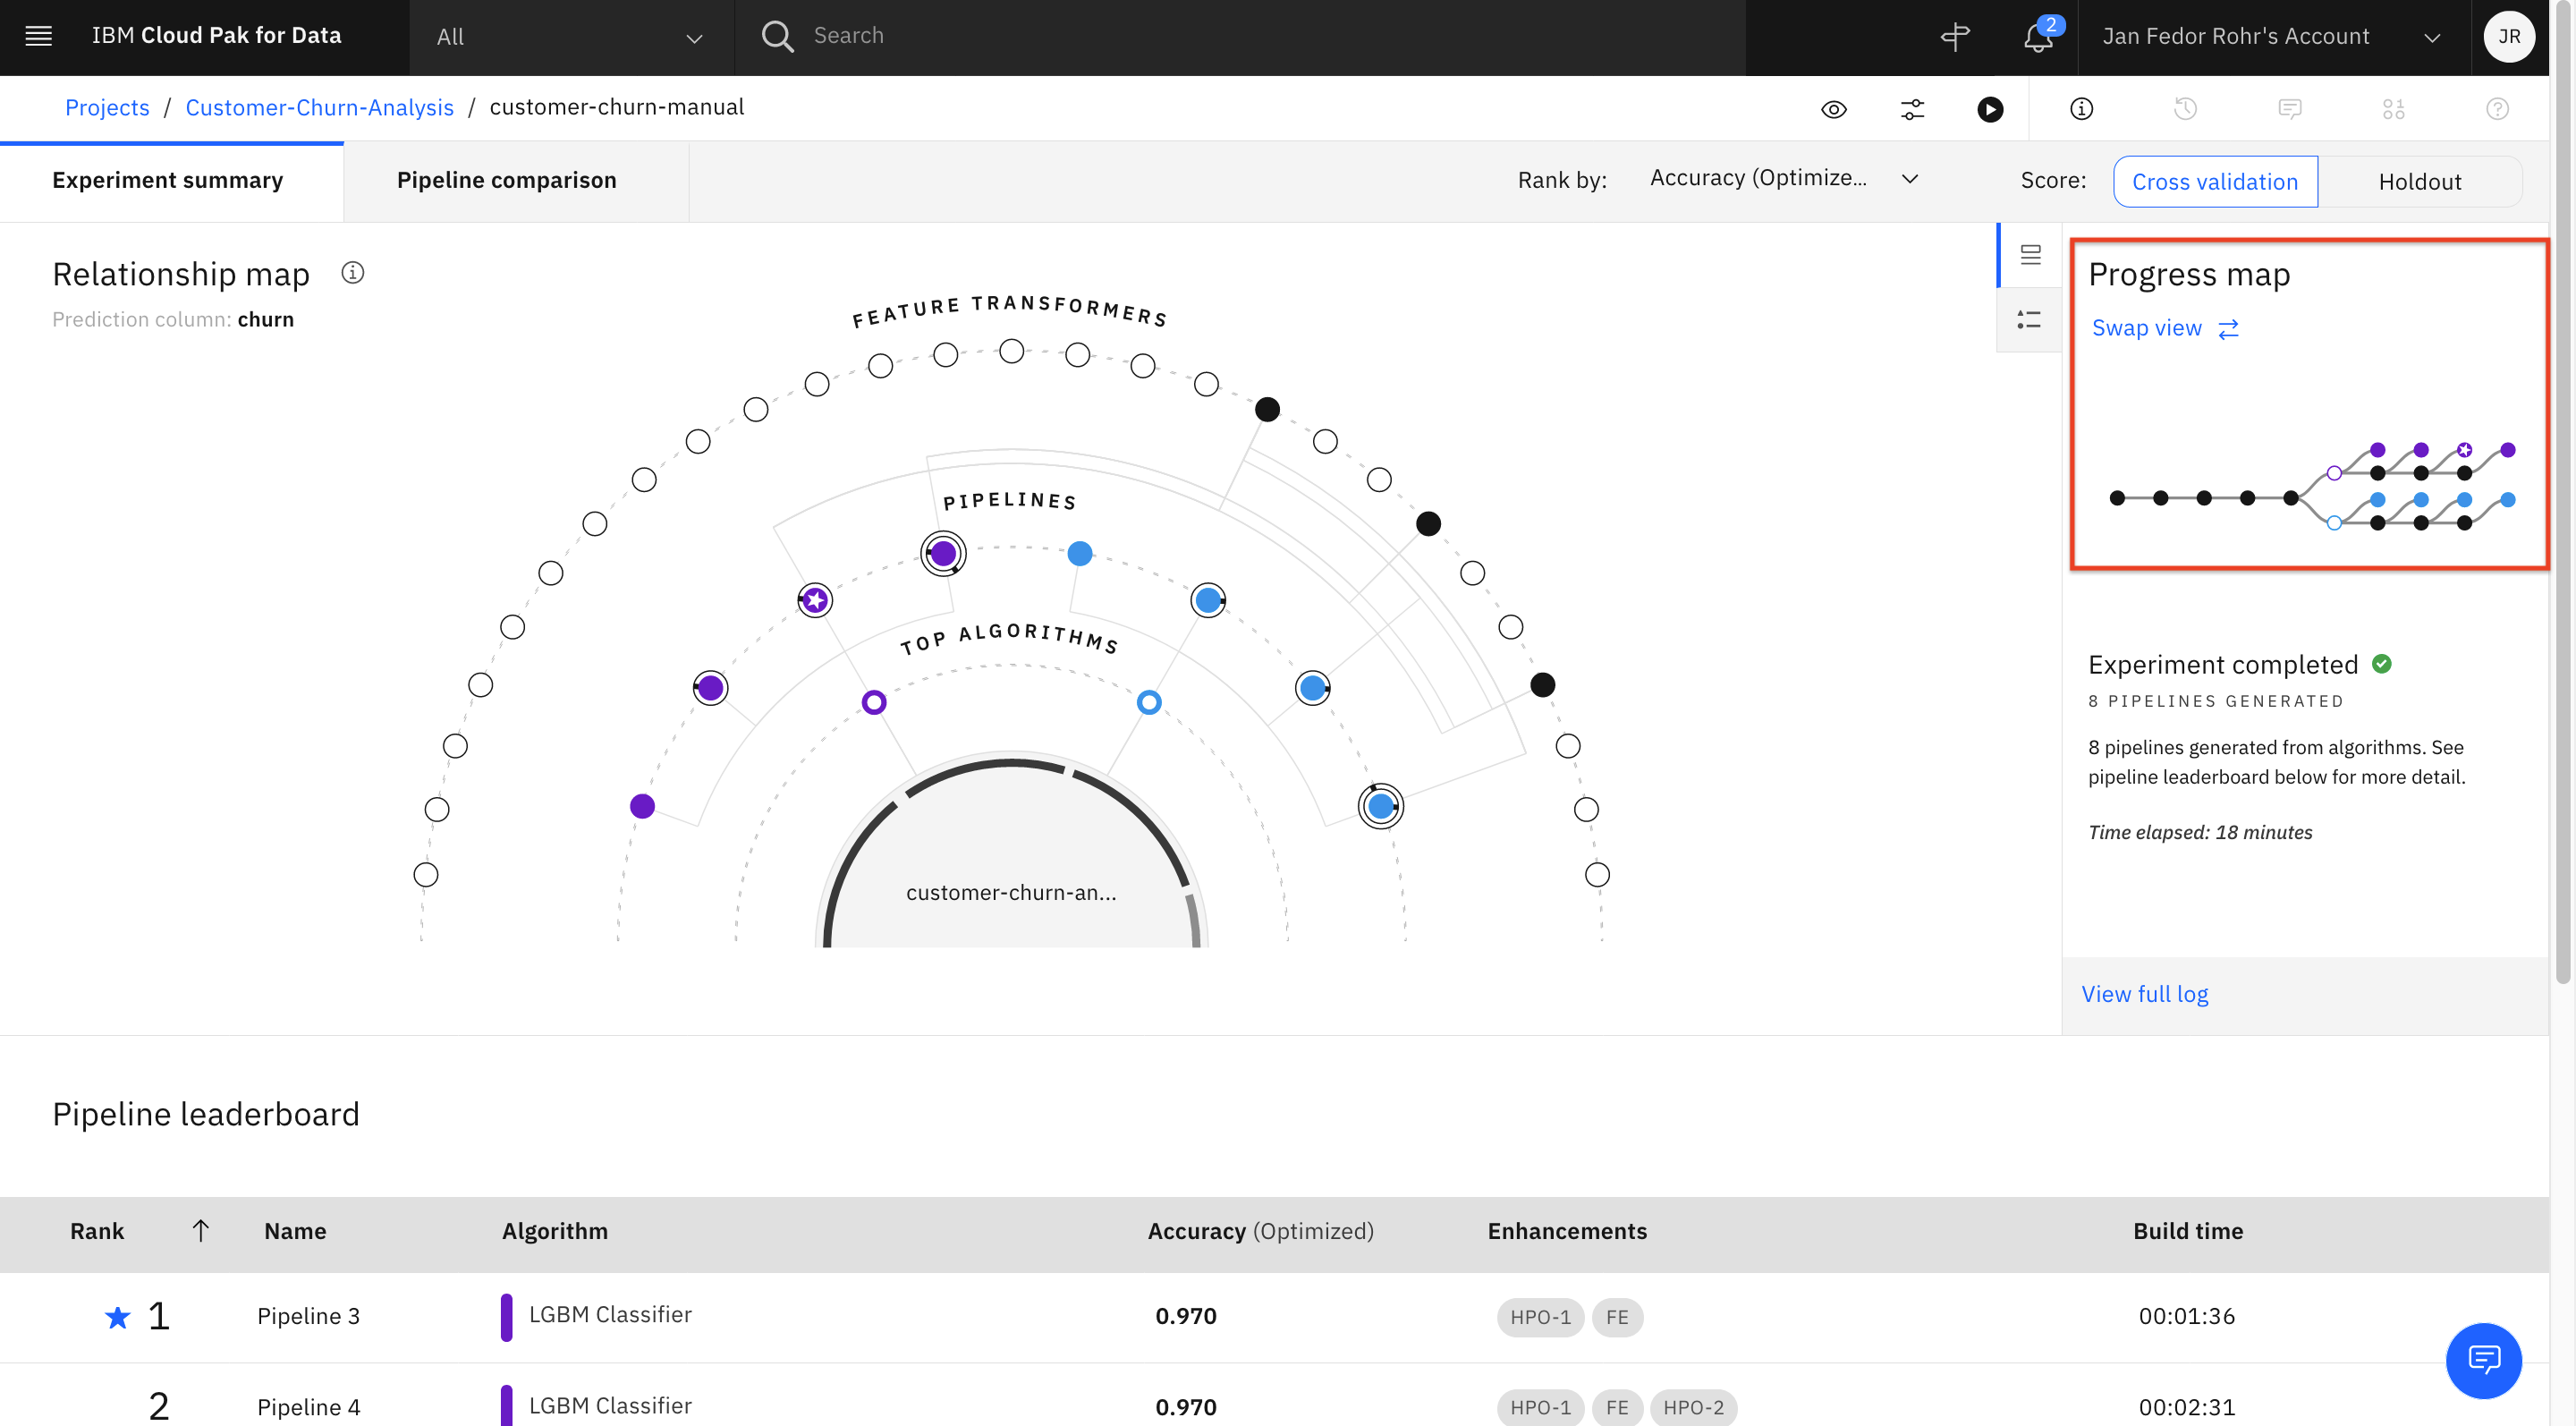 IBM Cloud Pak for Data
All
Search
2
Jan Fedor Rohr's Account
JR
Projects / Customer-Churn-Analysis / customer-churn-manual
Experiment summary
Pipeline comparison
Rank by: Accuracy (Optimize...
Score: Cross validation Holdout
Relationship map
Prediction column: churn
FEATURE TRANSFORMERS
PIPELINES
TOP ALGORITHMS
customer-churn-an...
Progress map
Swap view
Experiment completed
8 PIPELINES GENERATED
8 pipelines generated from algorithms. See
pipeline leaderboard below for more detail.
Time elapsed: 18 minutes
View full log
Pipeline leaderboard
Rank Name Algorithm Accuracy (Optimized) Enhancements Build time
1 Pipeline 3 LGBM Classifier 0.970 HPO-1 FE 00:01:36
2 Pipeline 4 LGBM Classifier 0.970 HPO-1 FE HPO-2 00:02:31